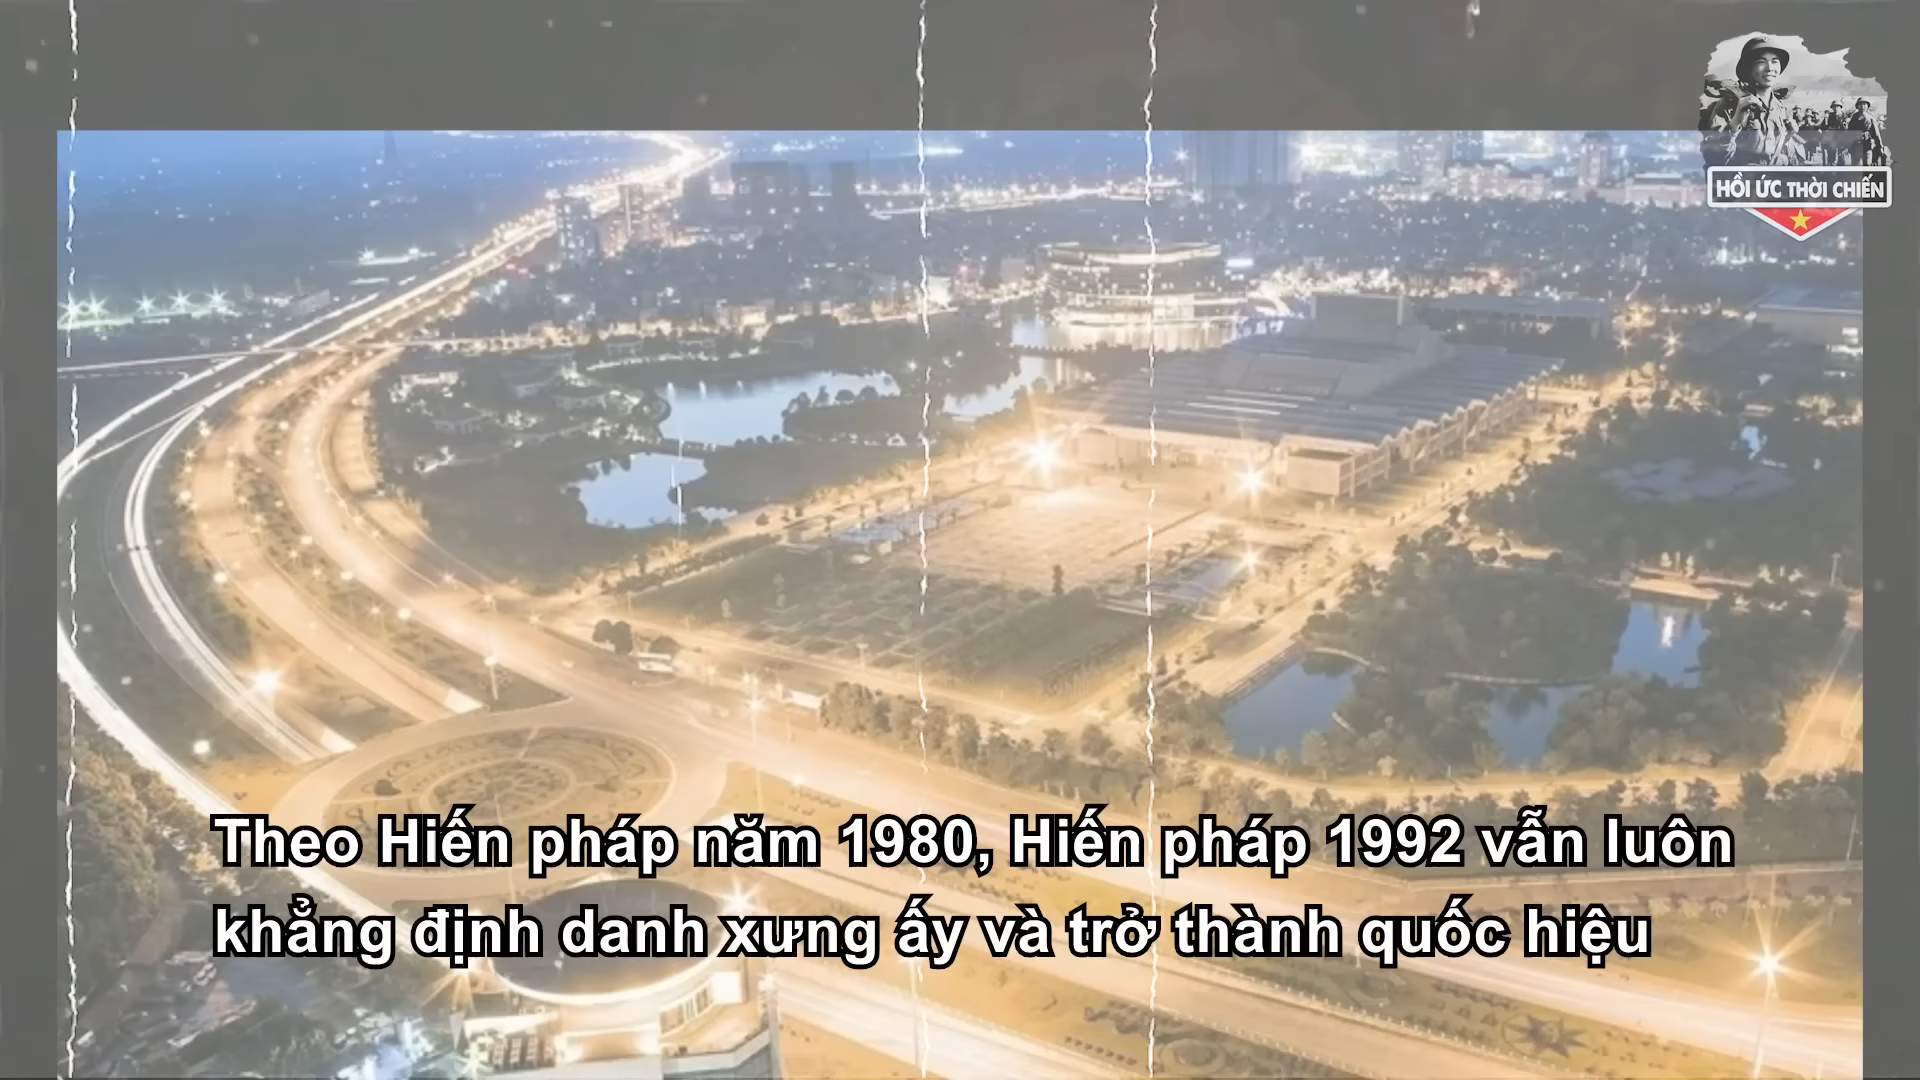 HỒI ỨC THỜI CHIẾN
Theo Hiến pháp năm 1980, Hiến pháp 1992 vẫn luôn
khẳng định danh xưng ấy và trở thành quốc hiệu